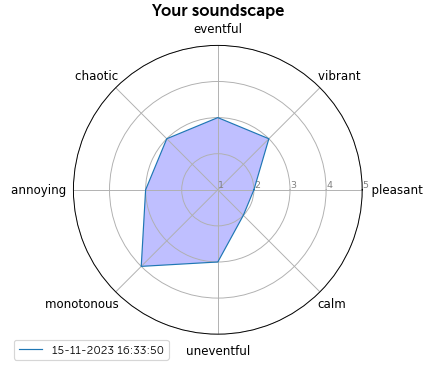 Your soundscape
eventful
chaotic
vibrant
annoying
1 2 3 4 5
pleasant
monotonous
calm
uneventful
15-11-2023 16:33:50